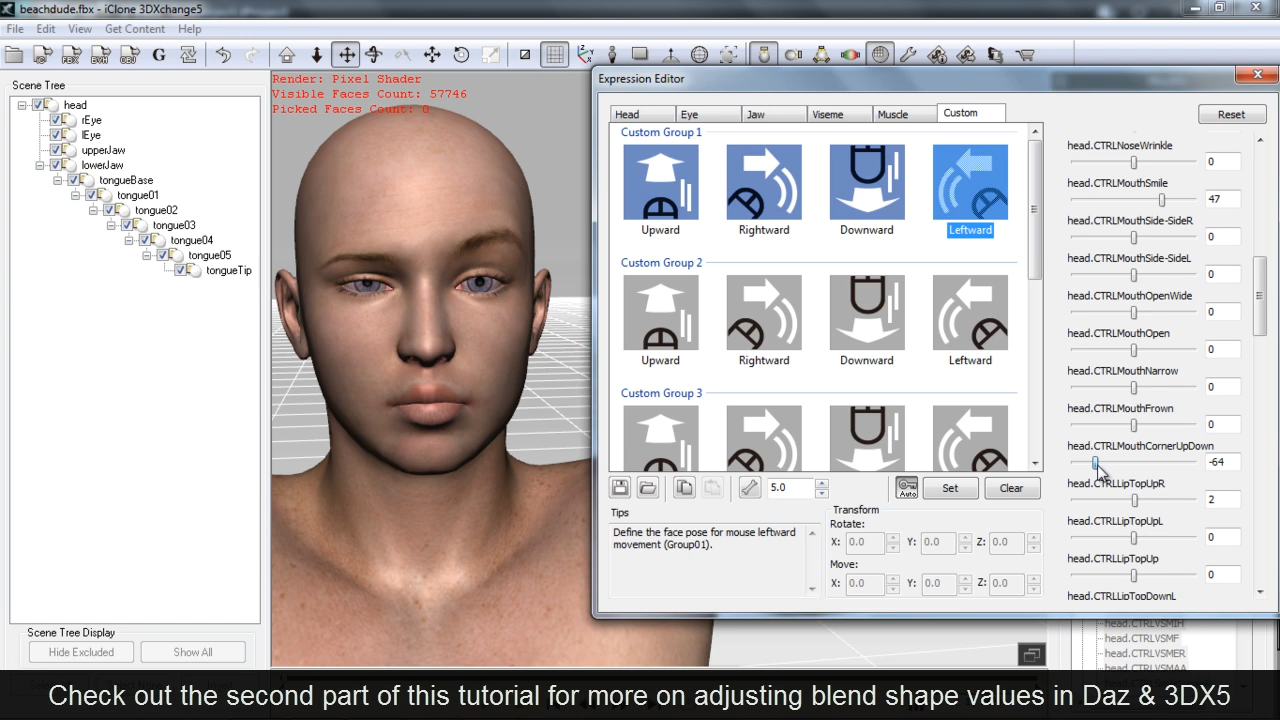 beachdude.fbx - iClone 3DXchange5
File Edit View Get Content Help
Scene Tree
head
rEye
lEye
upperJaw
lowerJaw
tongueBase
tongue01
tongue02
tongue03
tongue04
tongue05
tongueTip
Scene Tree Display
Hide Excluded Show All
Render: Pixel Shader
Visible Faces Count: 57746
Picked Faces Count: 0
Expression Editor
Head Eye Jaw Viseme Muscle Custom
Reset
Custom Group 1
Upward Rightward Downward Leftward
Custom Group 2
Upward Rightward Downward Leftward
Custom Group 3
5.0 Auto Set Clear
Tips
Define the face pose for mouse leftward
movement (Group01).
Transform
Rotate:
X: 0.0 Y: 0.0 Z: 0.0
Move:
X: 0.0 Y: 0.0 Z: 0.0
head.CTRLNoseWrinkle
0
head.CTRLMouthSmile
47
head.CTRLMouthSide-SideR
0
head.CTRLMouthSide-SideL
0
head.CTRLMouthOpenWide
0
head.CTRLMouthOpen
0
head.CTRLMouthNarrow
0
head.CTRLMouthFrown
0
head.CTRLMouthCornerUpDown
-64
head.CTRLLipTopUpR
2
head.CTRLLipTopUpL
0
head.CTRLLipTopUp
0
head.CTRLLipTopDownL
head.CTRLVSMIH
head.CTRLVSMF
head.CTRLVSMER
head.CTRLVSMAA
Check out the second part of this tutorial for more on adjusting blend shape values in Daz & 3DX5